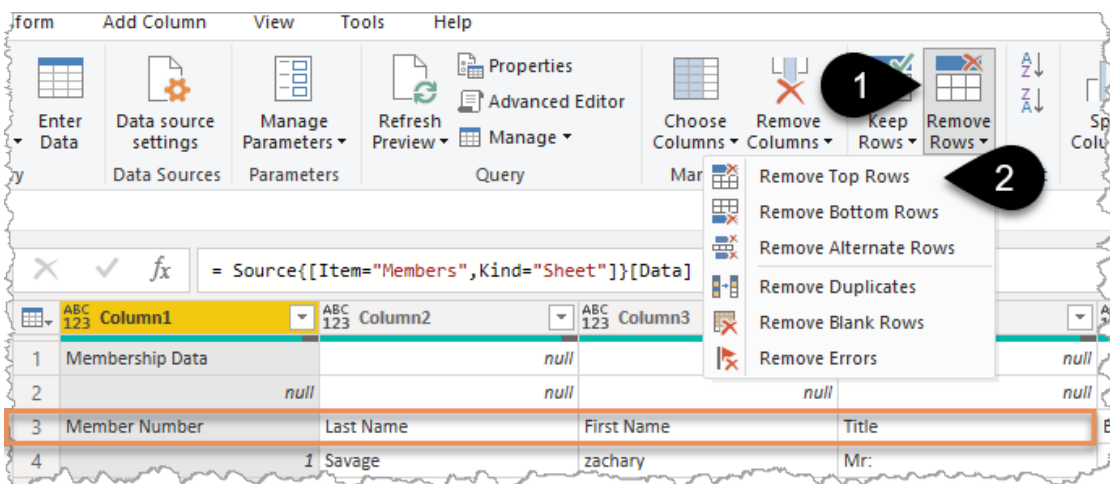 form Add Column View Tools Help
Enter Data
Data source settings
Manage Parameters
Refresh Preview
Properties
Advanced Editor
Manage
Choose Columns
Remove Columns
Keep Rows
Remove Rows
1
Data Sources Parameters Query
Remove Top Rows
2
Remove Bottom Rows
Remove Alternate Rows
Remove Duplicates
Remove Blank Rows
Remove Errors
fx = Source{[Item="Members",Kind="Sheet"]}[Data]
ABC 123 Column1 ABC 123 Column2 ABC 123 Column3
1 Membership Data null null
2 null null null null
3 Member Number Last Name First Name Title
4 1 Savage zachary Mr: